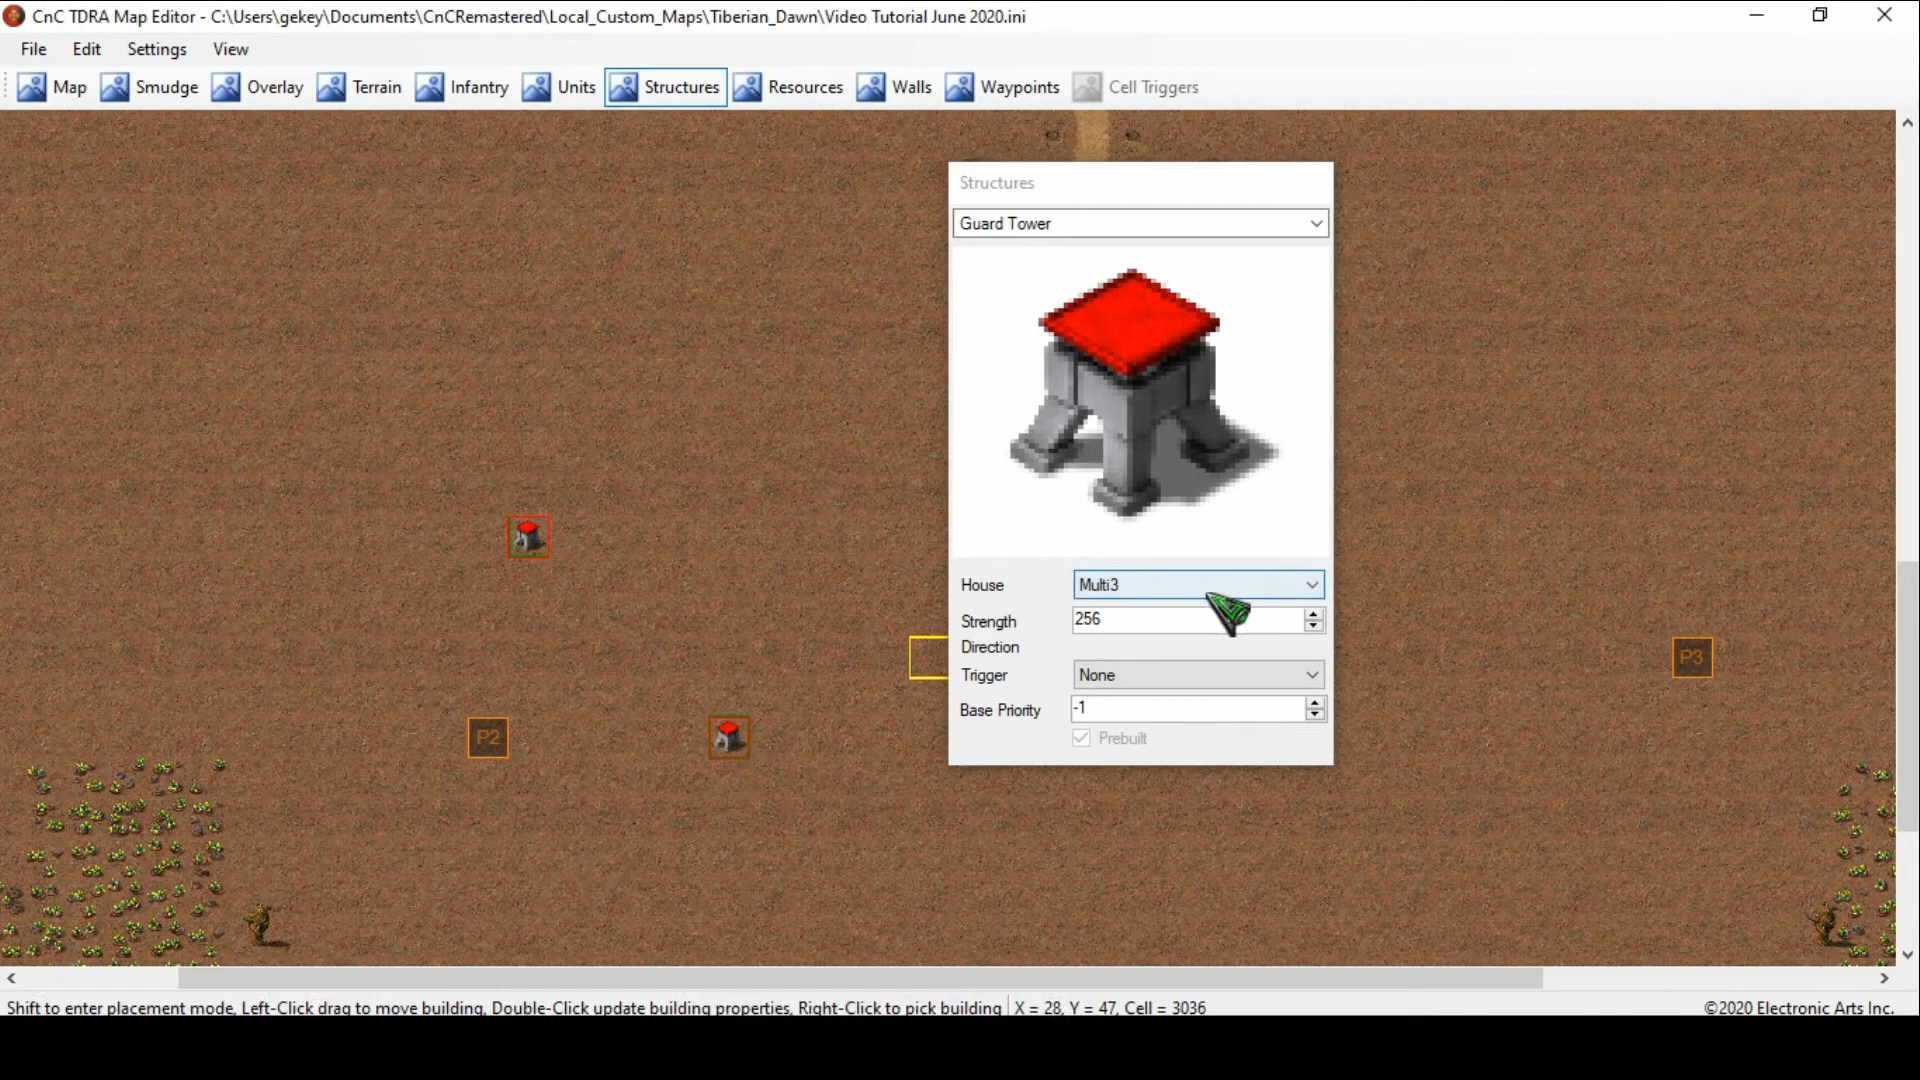 CnC TDRA Map Editor - C:\Users\gekey\Documents\CnCRemastered\Local_Custom_Maps\Tiberian_Dawn\Video Tutorial June 2020.ini
File Edit Settings View
Map Smudge Overlay Terrain Infantry Units Structures Resources Walls Waypoints Cell Triggers
Structures
Guard Tower
House Multi3
Strength 256
Direction
Trigger None
Base Priority -1
Prebuilt
P3
P2
Shift to enter placement mode, Left-Click drag to move building, Double-Click update building properties, Right-Click to pick building X = 28, Y = 47, Cell = 3036
©2020 Electronic Arts Inc.